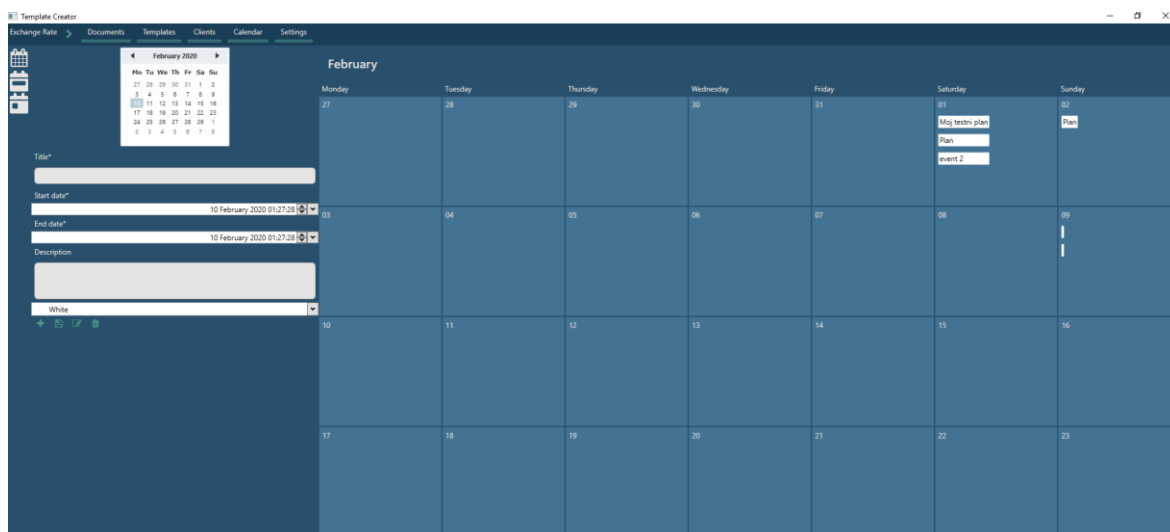 Template Creator
Exchange Rate Documents Templates Clients Calendar Settings
February 2020
Mo Tu We Th Fr Sa Su
27 28 29 30 31 1 2
3 4 5 6 7 8 9
10 11 12 13 14 15 16
17 18 19 20 21 22 23
24 25 26 27 28 29 1
2 3 4 5 6 7 8
Title*
Start date*
10 February 2020 01:27:28
End date*
10 February 2020 01:27:28
Description
White
February
Monday Tuesday Thursday Wednesday Friday Saturday Sunday
27 28 29 30 31 01 02
Moj testni plan Plan
Plan
event 2
03 04 05 06 07 08 09
10 11 12 13 14 15 16
17 18 19 20 21 22 23